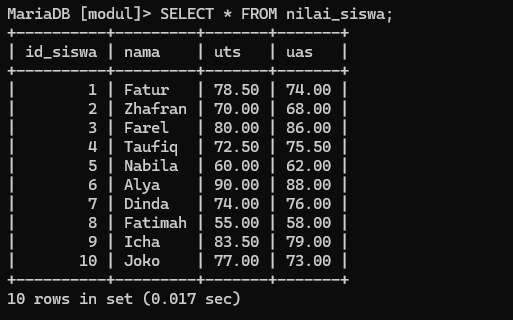 MariaDB [modul]> SELECT * FROM nilai_siswa;
+----------+---------+-------+-------+
| id_siswa | nama    | uts   | uas   |
+----------+---------+-------+-------+
|        1 | Fatur   | 78.50 | 74.00 |
|        2 | Zhafran | 70.00 | 68.00 |
|        3 | Farel   | 80.00 | 86.00 |
|        4 | Taufiq  | 72.50 | 75.50 |
|        5 | Nabila  | 60.00 | 62.00 |
|        6 | Alya    | 90.00 | 88.00 |
|        7 | Dinda   | 74.00 | 76.00 |
|        8 | Fatimah | 55.00 | 58.00 |
|        9 | Icha    | 83.50 | 79.00 |
|       10 | Joko    | 77.00 | 73.00 |
+----------+---------+-------+-------+
10 rows in set (0.017 sec)